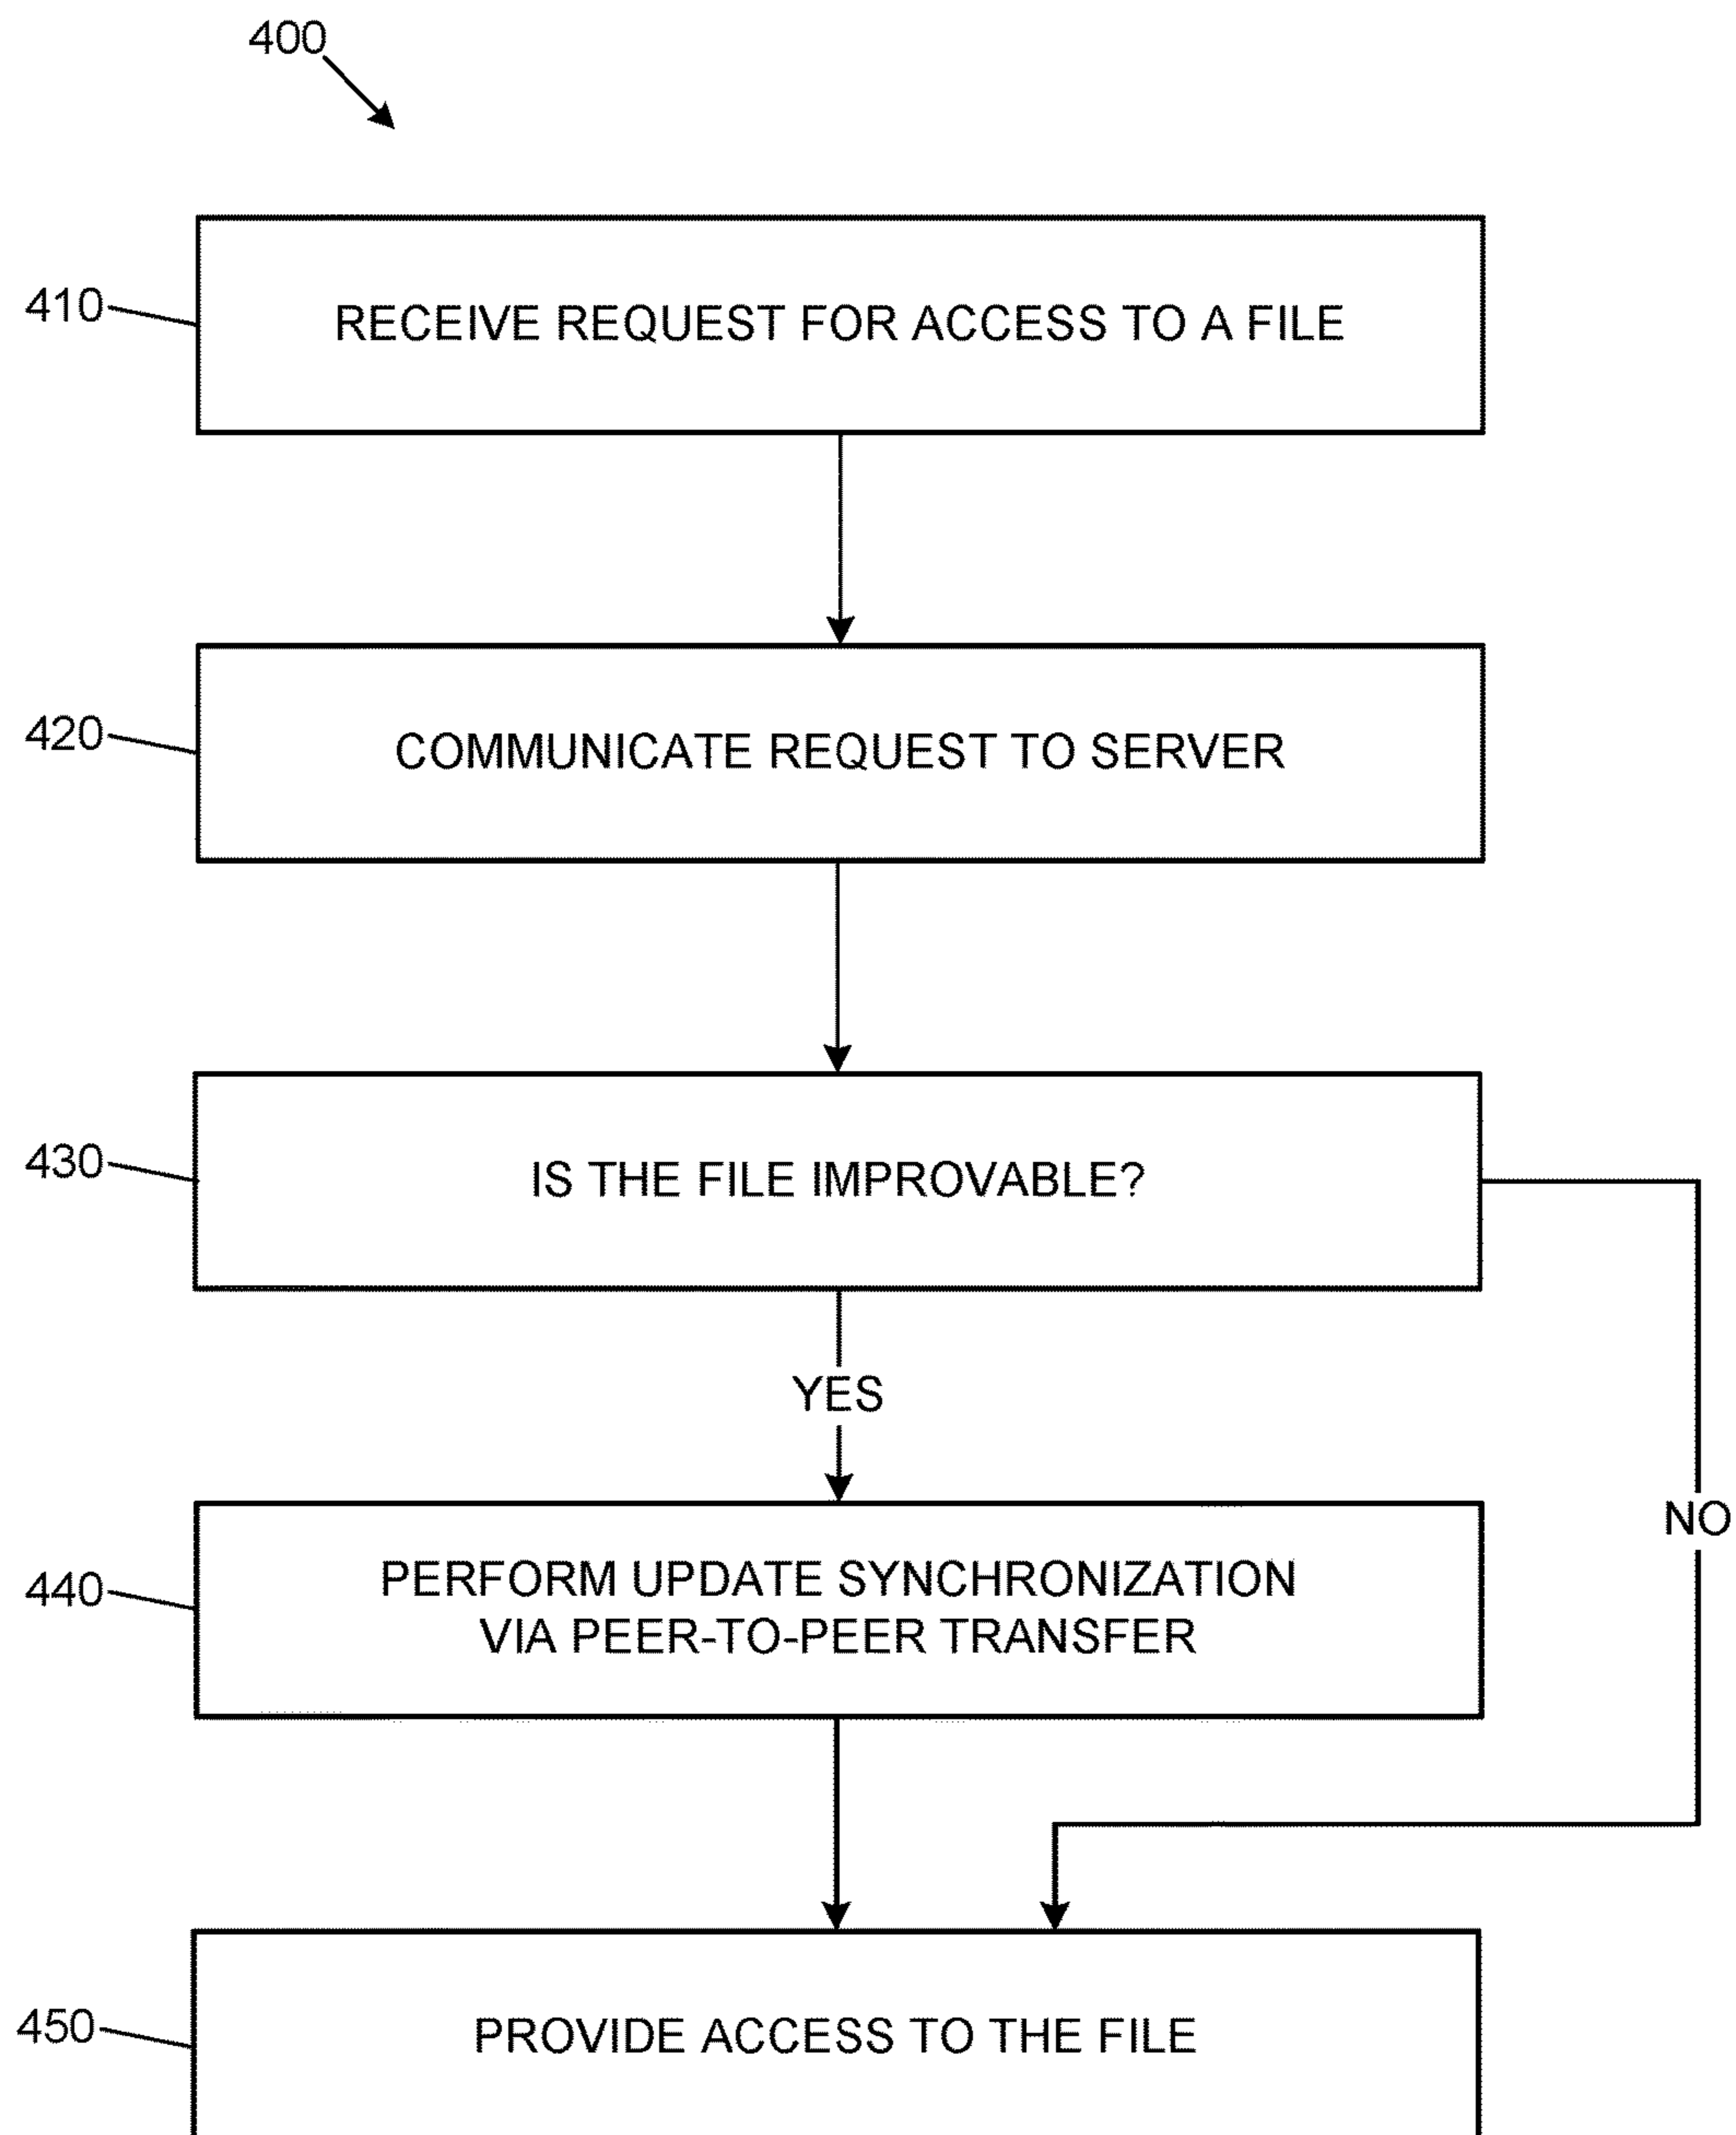 400
410
RECEIVE REQUEST FOR ACCESS TO A FILE
420
COMMUNICATE REQUEST TO SERVER
430
IS THE FILE IMPROVABLE?
YES
NO
440
PERFORM UPDATE SYNCHRONIZATION
VIA PEER-TO-PEER TRANSFER
450
PROVIDE ACCESS TO THE FILE